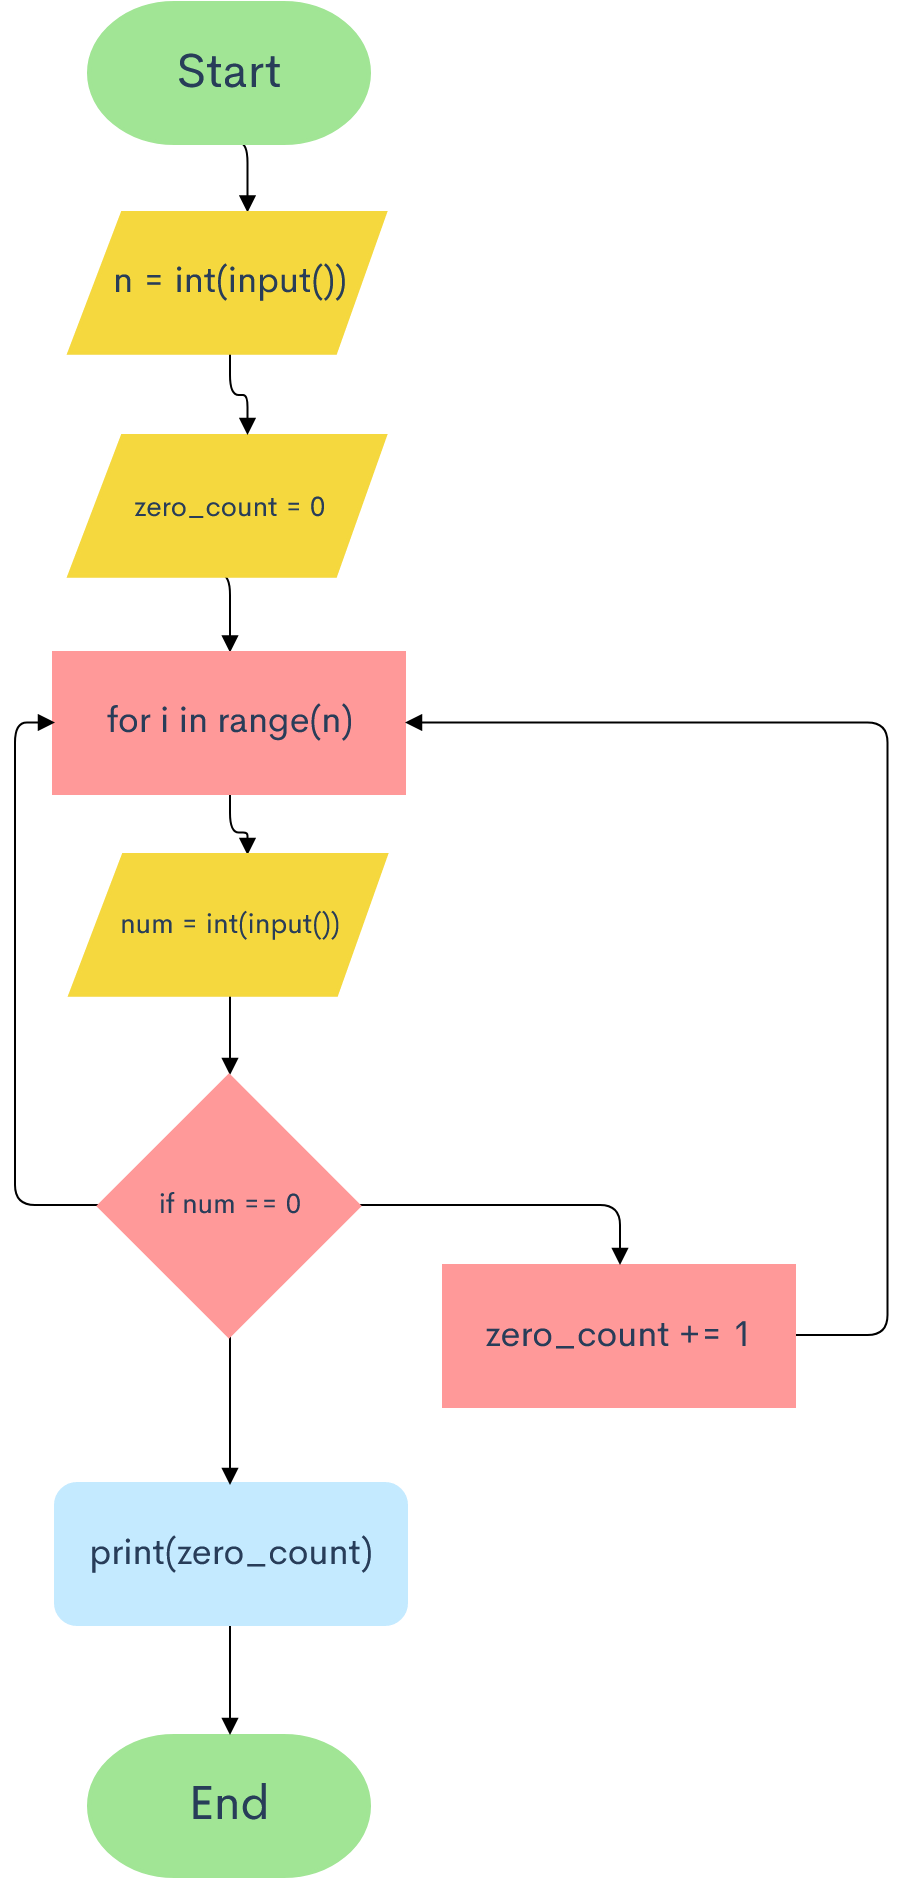 Start
n = int(input())
zero_count = 0
for i in range(n)
num = int(input())
if num == 0
zero_count += 1
print(zero_count)
End